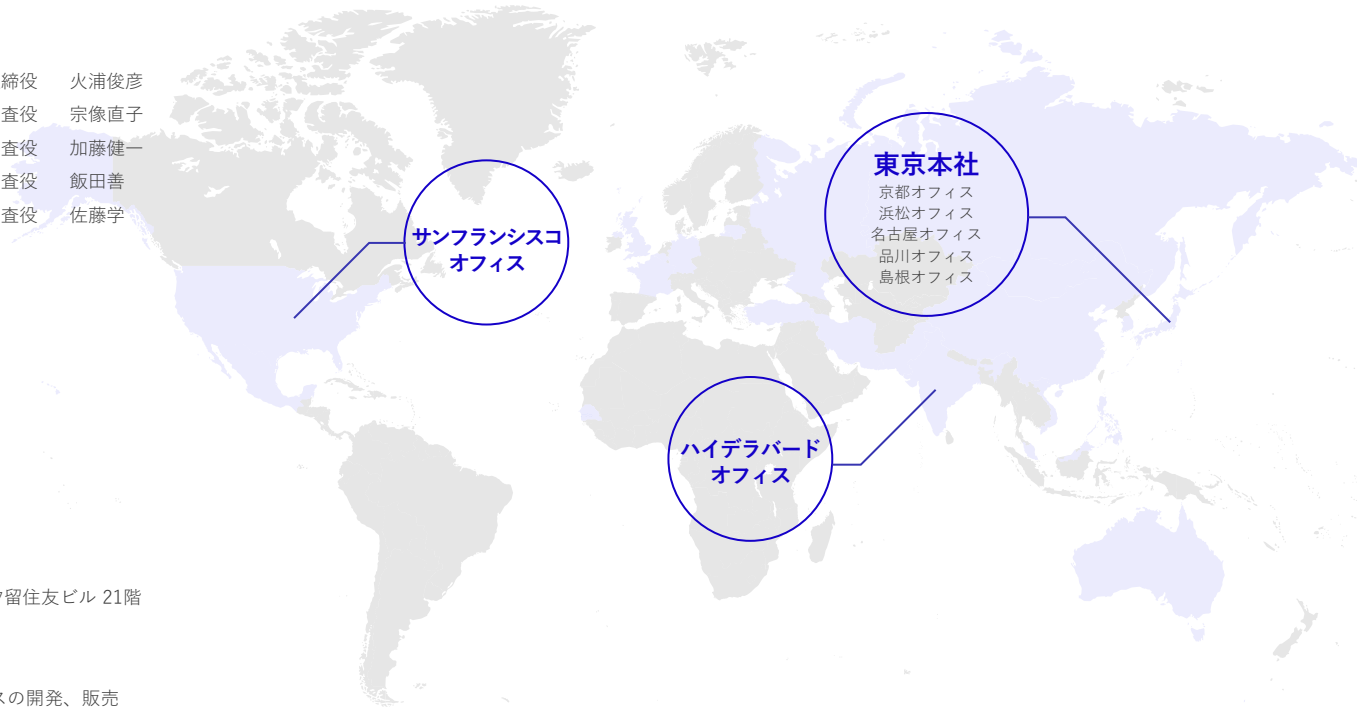 締役 火浦俊彦
査役 宗像直子
査役 加藤健一
査役 飯田善
査役 佐藤学
サンフランシスコ
オフィス
東京本社
京都オフィス
浜松オフィス
名古屋オフィス
品川オフィス
島根オフィス
ハイデラバード
オフィス
留住友ビル 21階
スの開発、販売